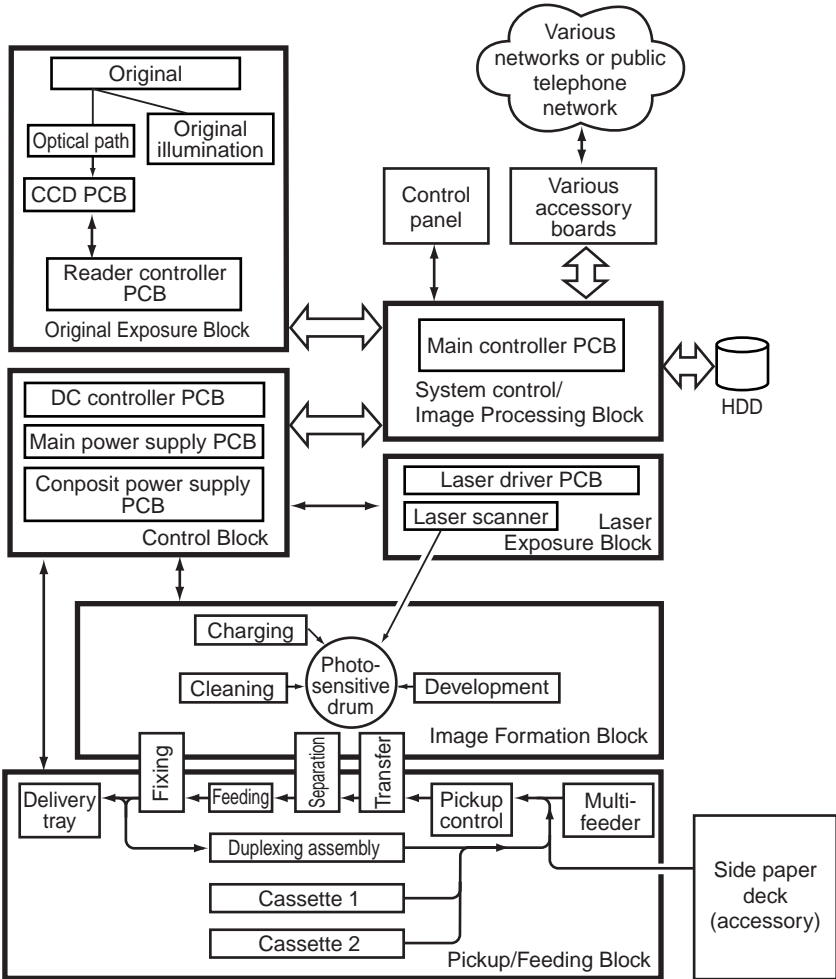 Original
Optical path
Original
illumination
CCD PCB
Reader controller
PCB
Original Exposure Block
Various
networks or public
telephone
network
Control
panel
Various
accessory
boards
Main controller PCB
System control/
Image Processing Block
HDD
DC controller PCB
Main power supply PCB
Conposit power supply
PCB
Control Block
Laser driver PCB
Laser scanner
Laser
Exposure Block
Charging
Cleaning
Photo-
sensitive
drum
Development
Image Formation Block
Fixing
Separation
Transfer
Delivery
tray
Feeding
Pickup
control
Multi-
feeder
Duplexing assembly
Cassette 1
Cassette 2
Pickup/Feeding Block
Side paper
deck
(accessory)